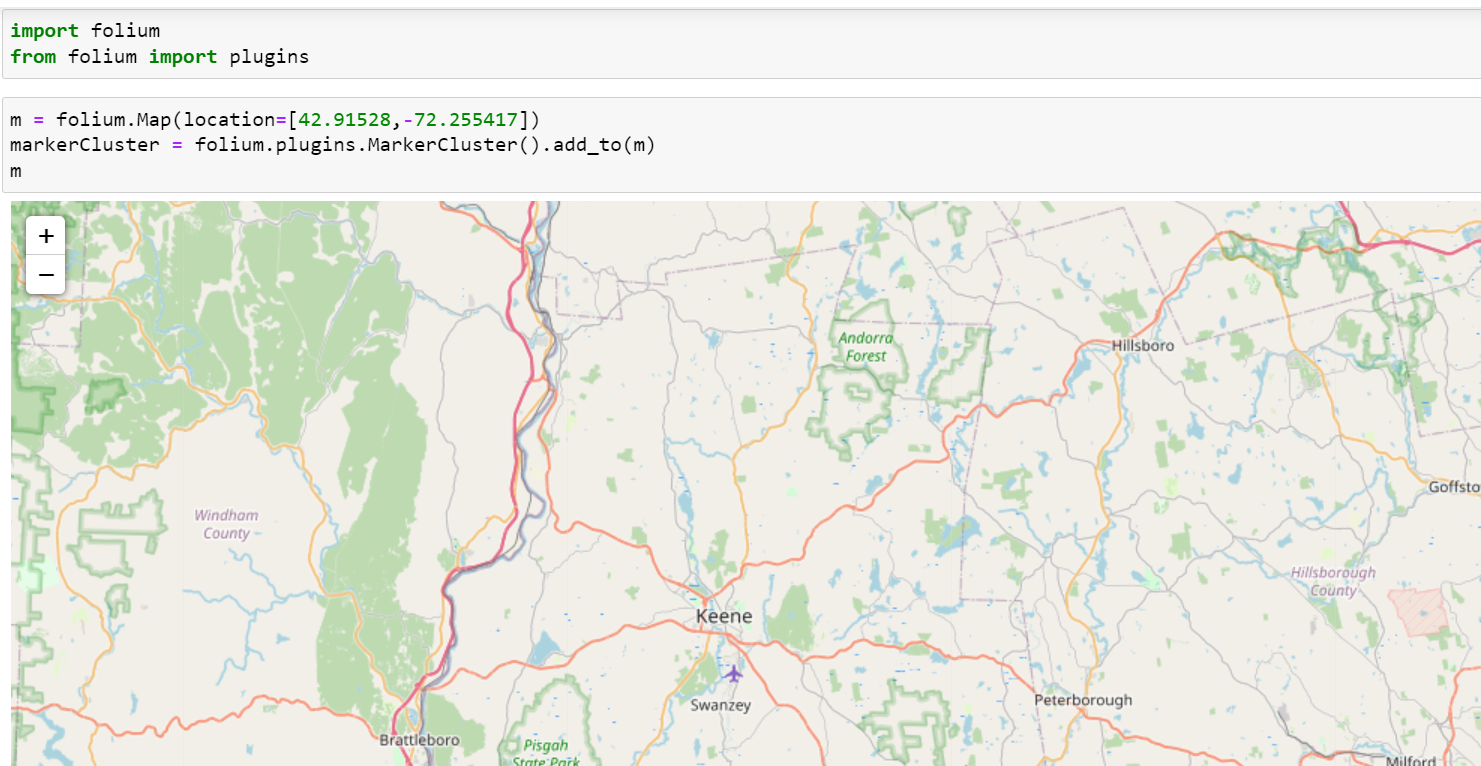 import folium
from folium import plugins
m = folium.Map(location=[42.91528,-72.255417])
markerCluster = folium.plugins.MarkerCluster().add_to(m)
m
+
−
Andorra
Forest
Hillsboro
Goffsto
Windham
County
Hillsborough
County
Keene
Swanzey
Peterborough
Brattleboro
Pisgah
State Park
Milford